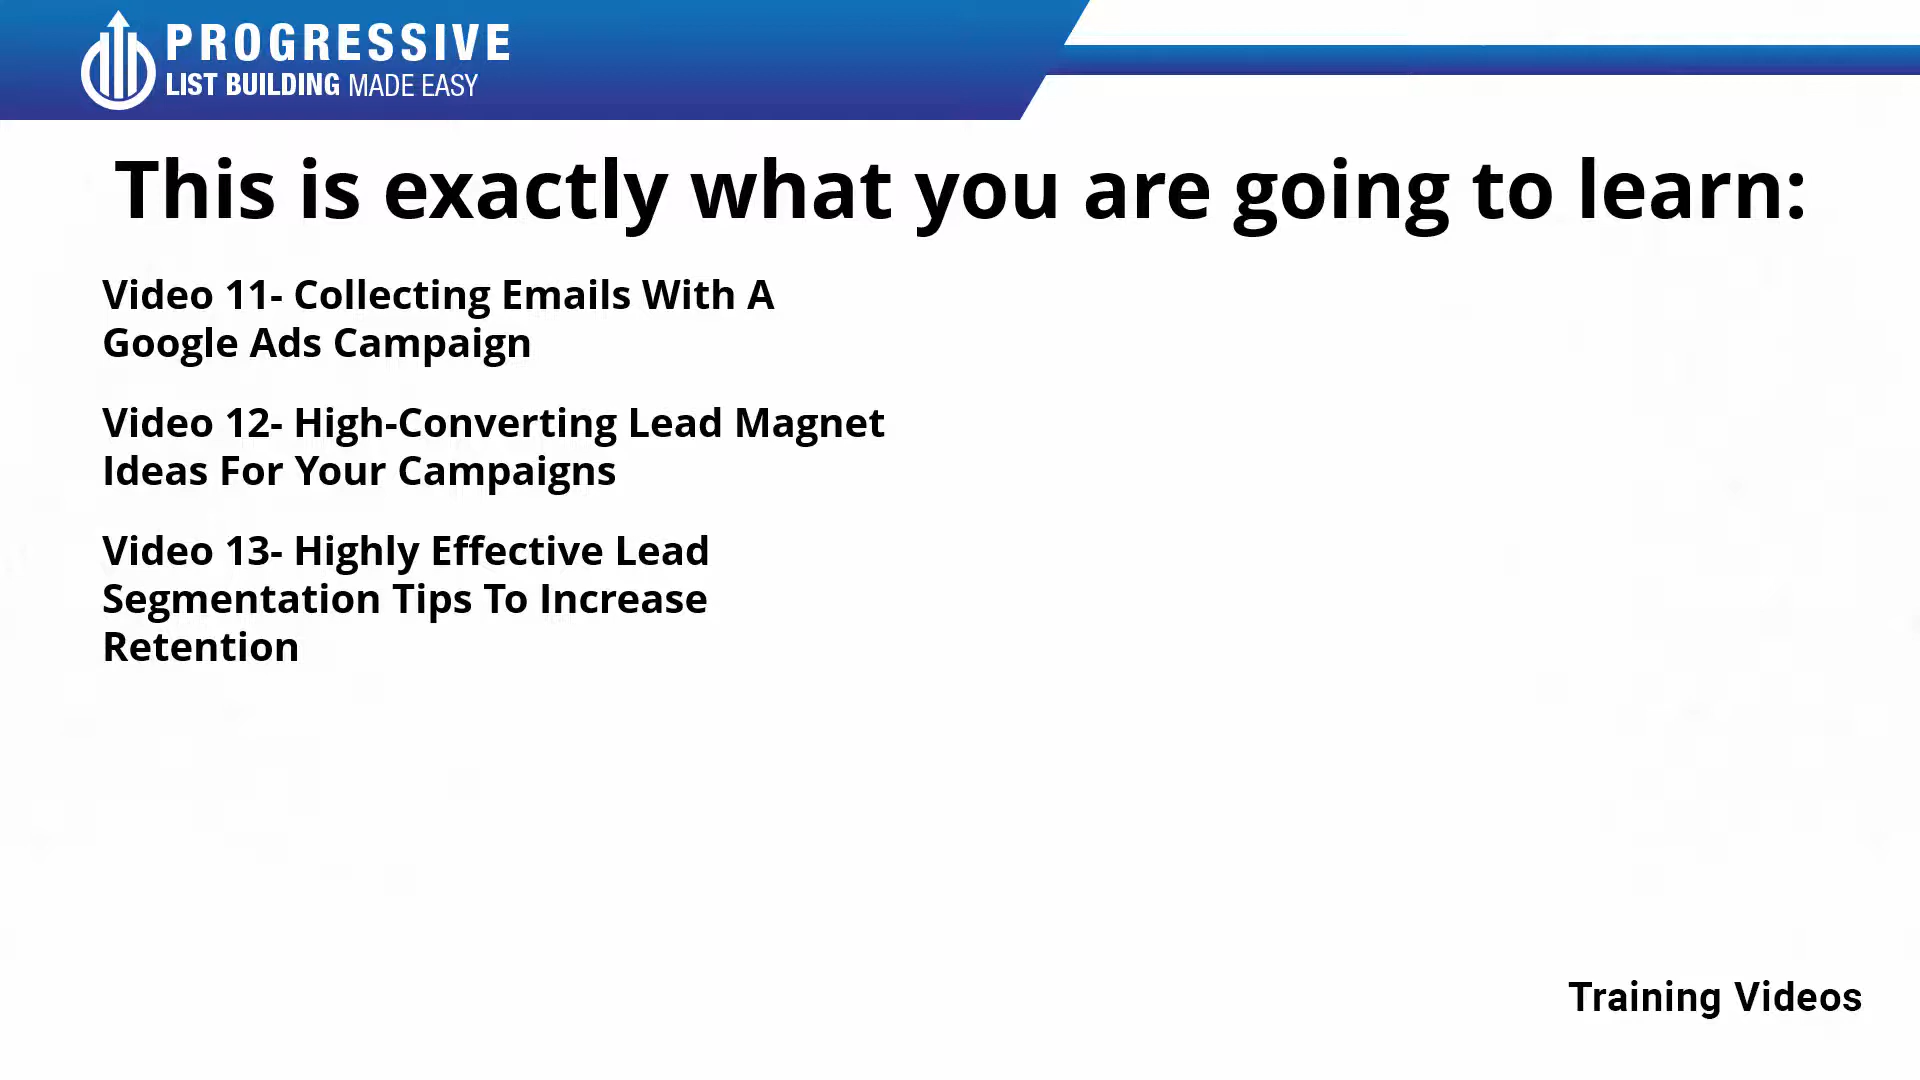 PROGRESSIVE
LIST BUILDING MADE EASY
This is exactly what you are going to learn:
Video 11- Collecting Emails With A
Google Ads Campaign
Video 12- High-Converting Lead Magnet
Ideas For Your Campaigns
Video 13- Highly Effective Lead
Segmentation Tips To Increase
Retention
Training Videos